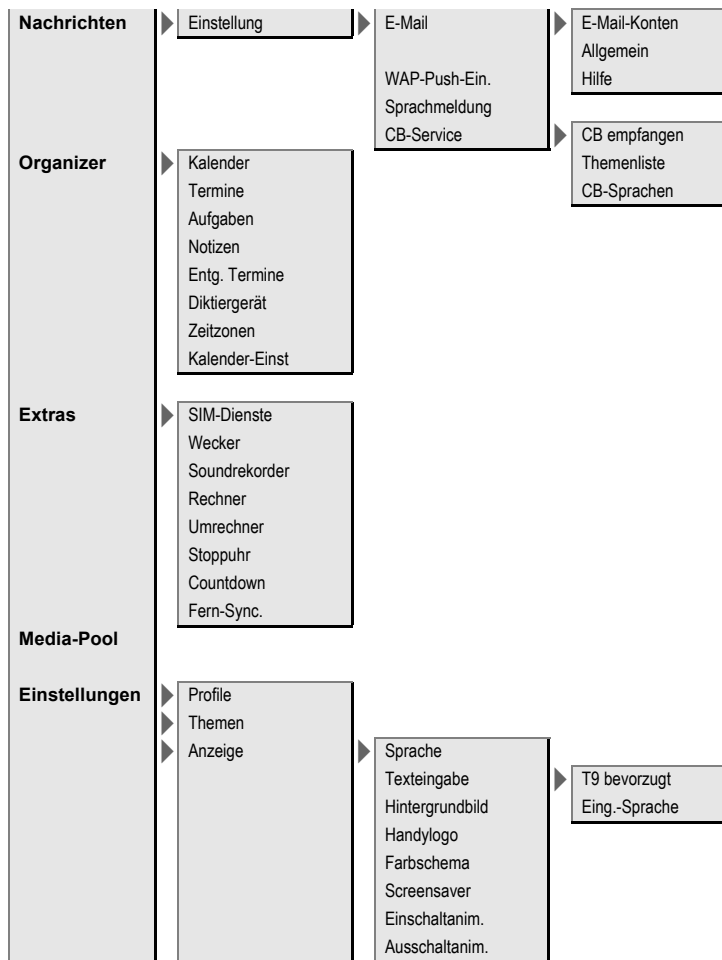 Nachrichten Einstellung E-Mail E-Mail-Konten
Allgemein
WAP-Push-Ein. Hilfe
Sprachmeldung
CB-Service CB empfangen
Themenliste
CB-Sprachen
Organizer Kalender
Termine
Aufgaben
Notizen
Entg. Termine
Diktiergerät
Zeitzonen
Kalender-Einst
Extras SIM-Dienste
Wecker
Soundrekorder
Rechner
Umrechner
Stoppuhr
Countdown
Fern-Sync.
Media-Pool
Einstellungen Profile
Themen
Anzeige Sprache
Texteingabe T9 bevorzugt
Hintergrundbild Eing.-Sprache
Handylogo
Farbschema
Screensaver
Einschaltanim.
Ausschaltanim.